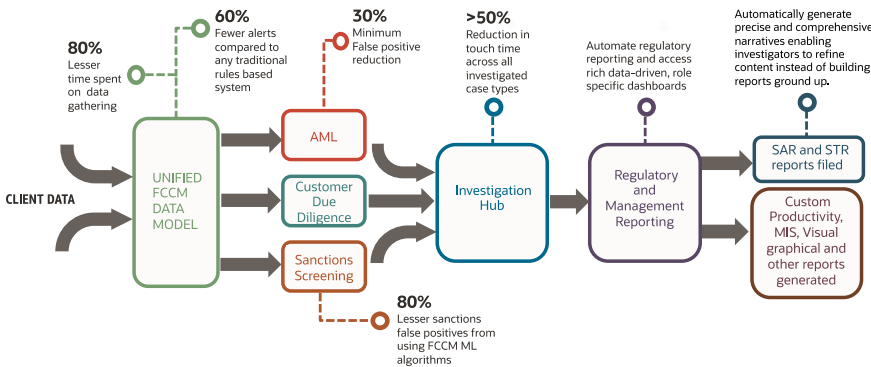 80%
Lesser
time spent
on data
gathering
60%
Fewer alerts
compared to
any traditional
rules based
system
30%
Minimum
False positive
reduction
>50%
Reduction in
touch time
across all
investigated
case types
Automate regulatory
reporting and access
rich data-driven, role
specific dashboards
Automatically generate
precise and comprehensive
narratives enabling
investigators to refine
content instead of building
reports ground up.
CLIENT DATA
UNIFIED
FCCM
DATA
MODEL
AML
Customer
Due
Diligence
Sanctions
Screening
80%
Lesser sanctions
false positives from
using FCCM ML
algorithms
Investigation
Hub
Regulatory
and
Management
Reporting
SAR and STR
reports filed
Custom
Productivity,
MIS, Visual
graphical and
other reports
generated